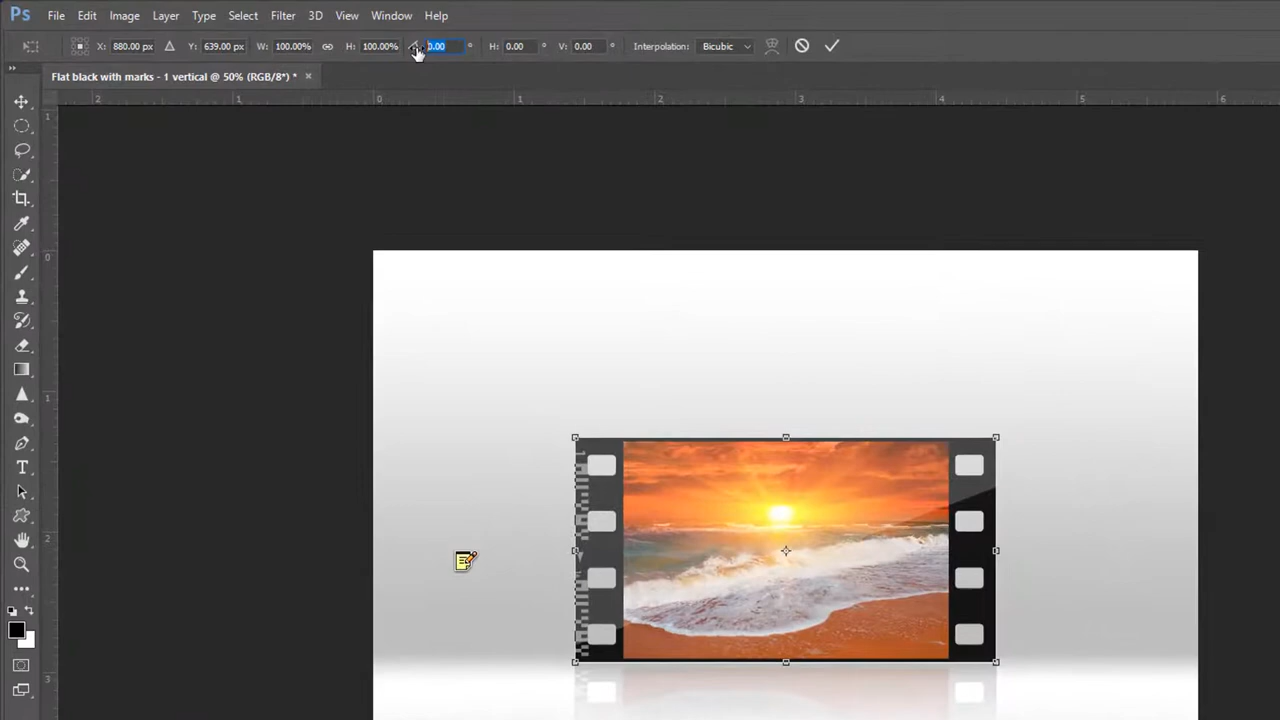 Ps File Edit Image Layer Type Select Filter 3D View Window Help
X: 880.00 px Y: 639.00 px W: 100.00% H: 100.00% 0.00 ° H: 0.00 ° V: 0.00 ° Interpolation: Bicubic
Flat black with marks - 1 vertical @ 50% (RGB/8*) * ×
2 1 0 1 2 3 4 5 6
1
0
1
2
3
T